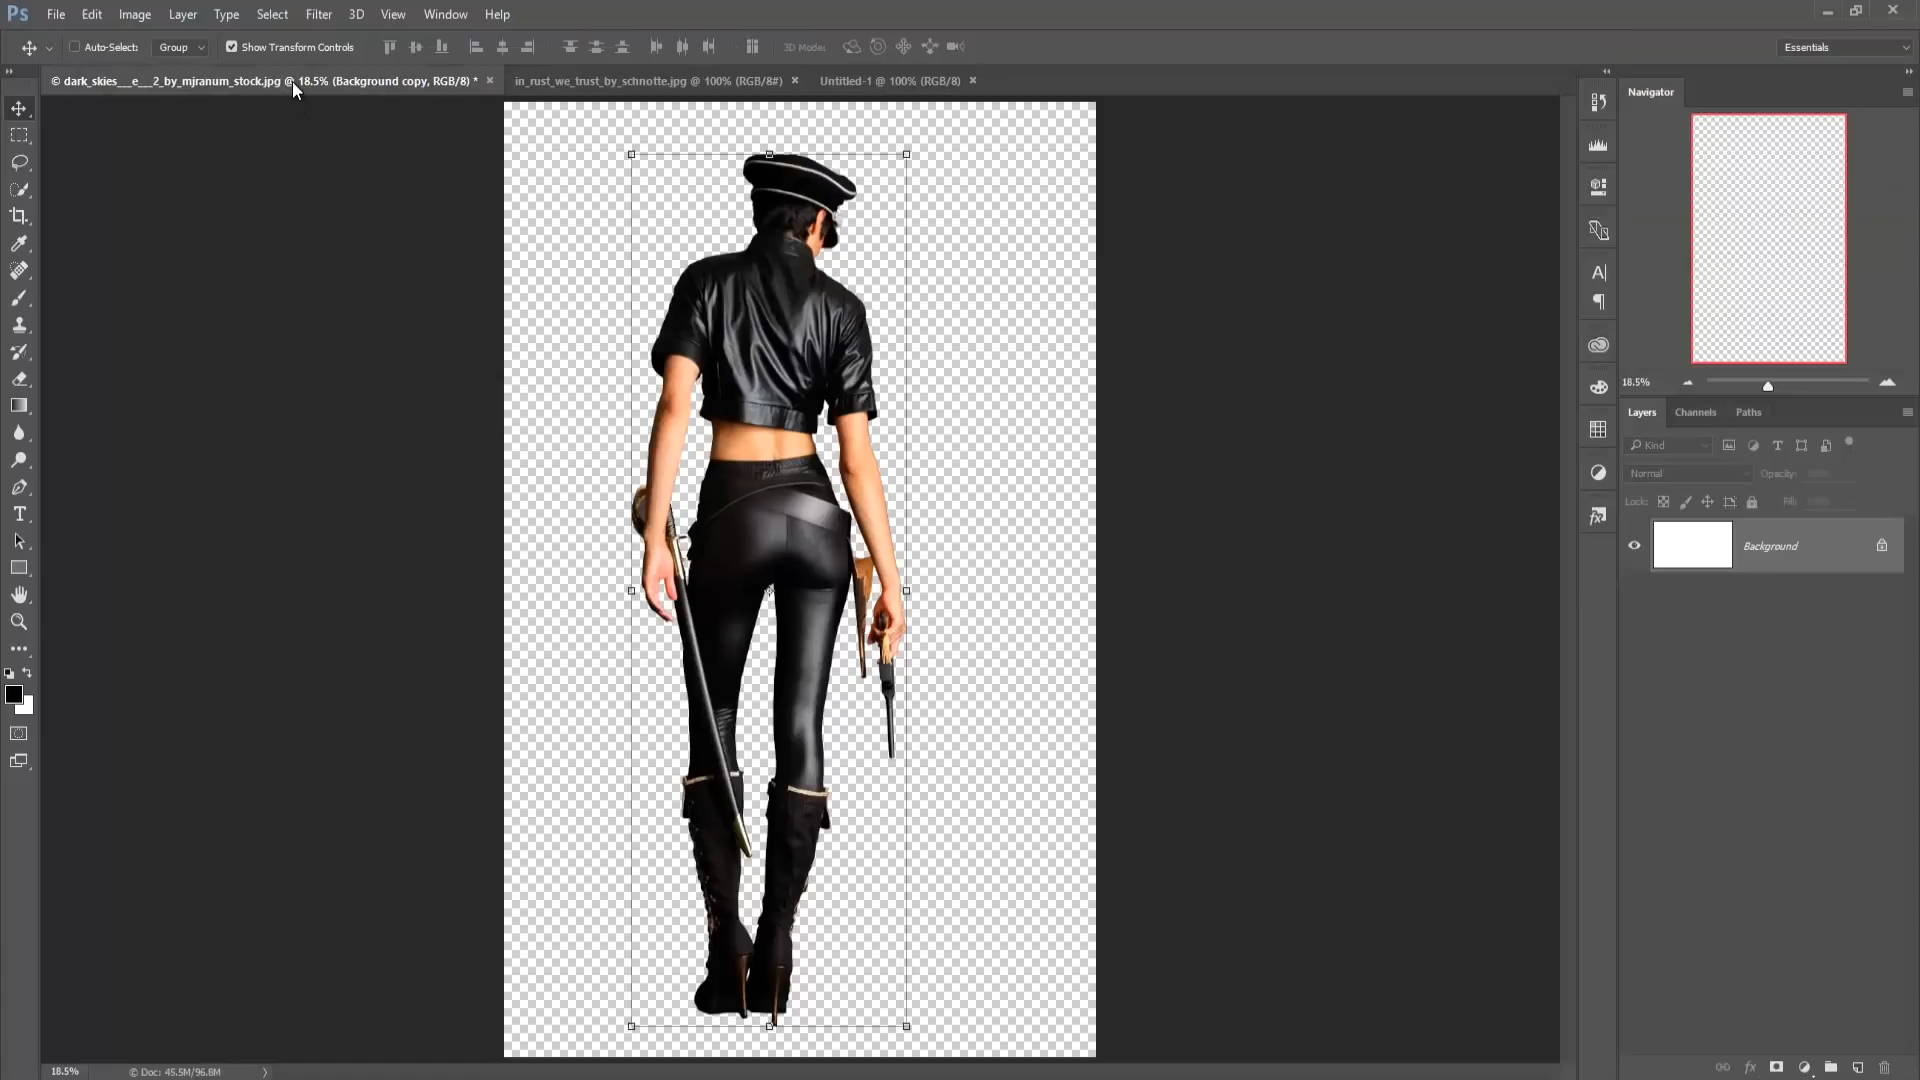 Ps File Edit Image Layer Type Select Filter 3D View Window Help
Auto-Select: Group Show Transform Controls 3D Mode: Essentials
© dark_skies__e__2_by_mjranum_stock.jpg @ 18.5% (Background copy, RGB/8) * × in_rust_we_trust_by_schnotte.jpg @ 100% (RGB/8#) × Untitled-1 @ 100% (RGB/8) ×
Navigator
18.5%
Layers Channels Paths
Kind
Normal Opacity:
Lock: Fill:
Background
18.5% © Doc: 45.5M/96.8M